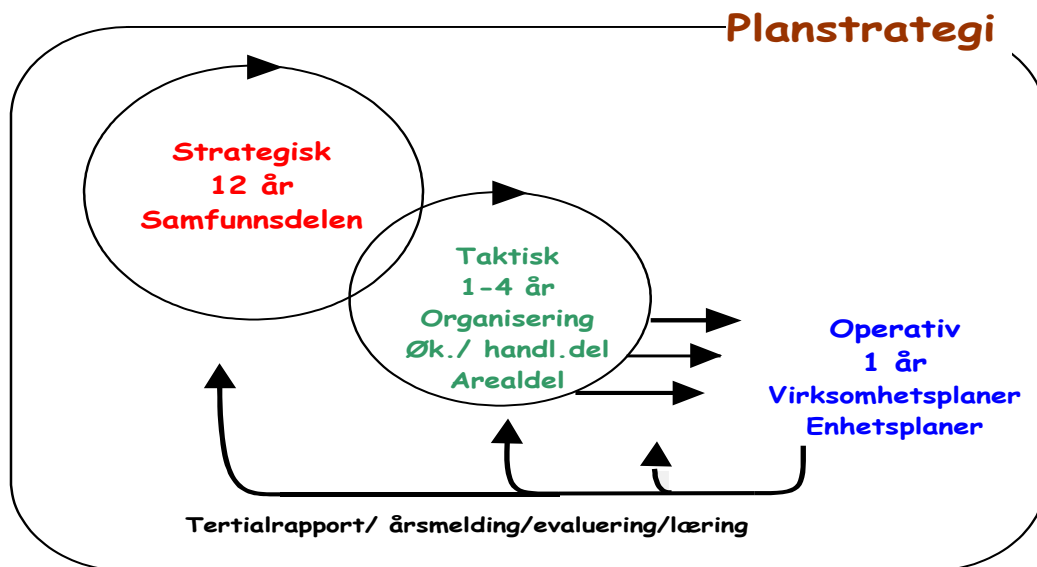 Planstrategi
Strategisk
12 år
Samfunnsdelen
Taktisk
1-4 år
Organisering
Øk./ handl.del
Arealdel
Operativ
1 år
Virksomhetsplaner
Enhetsplaner
Tertialrapport/ årsmelding/evaluering/læring